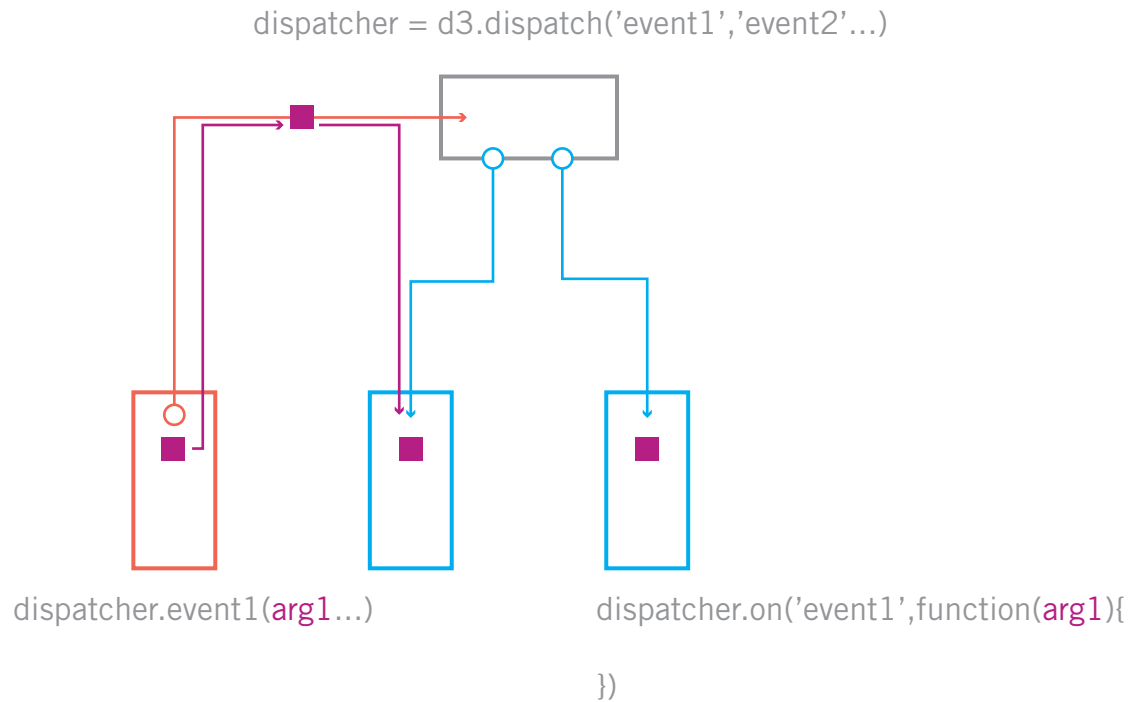 dispatcher = d3.dispatch(’event1’,’event2’...)
dispatcher.event1(arg1...)
dispatcher.on(’event1’,function(arg1){
})